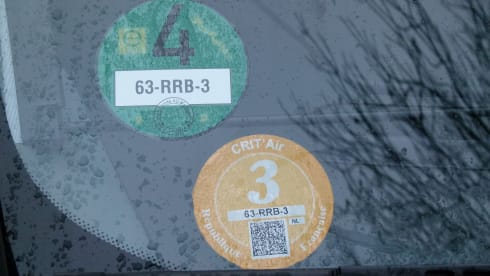 4
63-RRB-3
CRIT'Air
3
63-RRB-3
NL
République Française